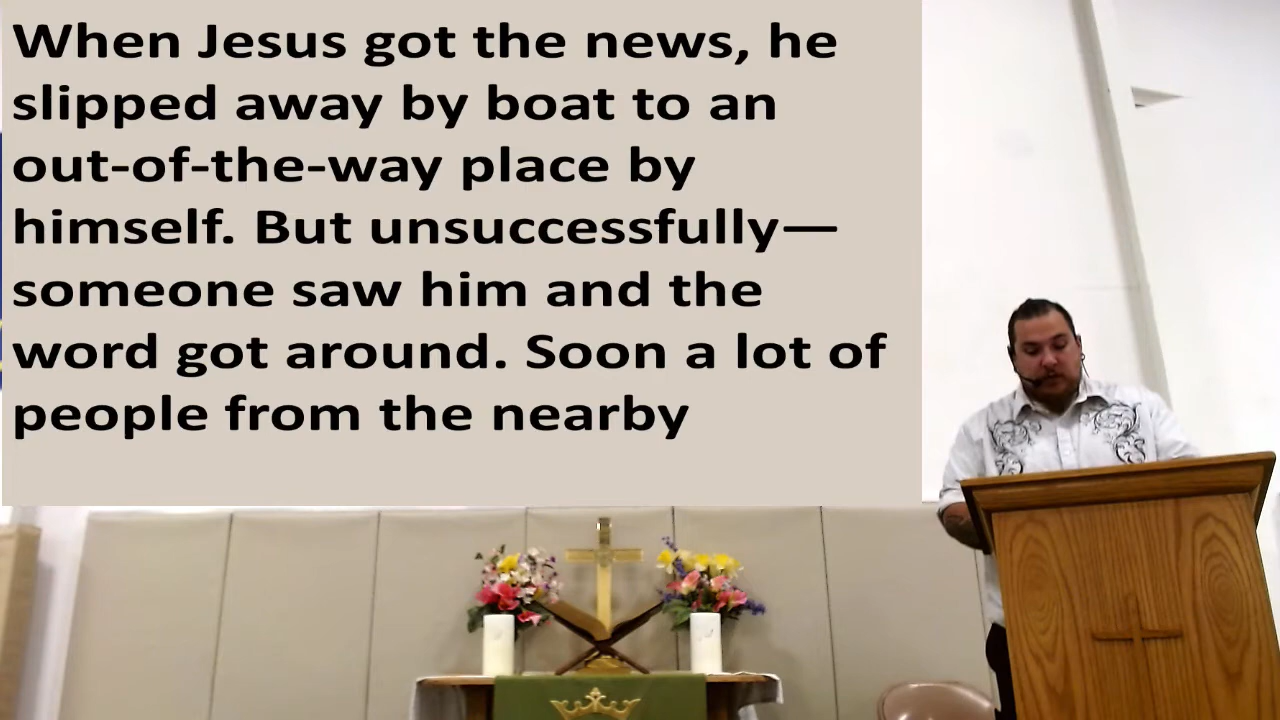 When Jesus got the news, he
slipped away by boat to an
out-of-the-way place by
himself. But unsuccessfully—
someone saw him and the
word got around. Soon a lot of
people from the nearby